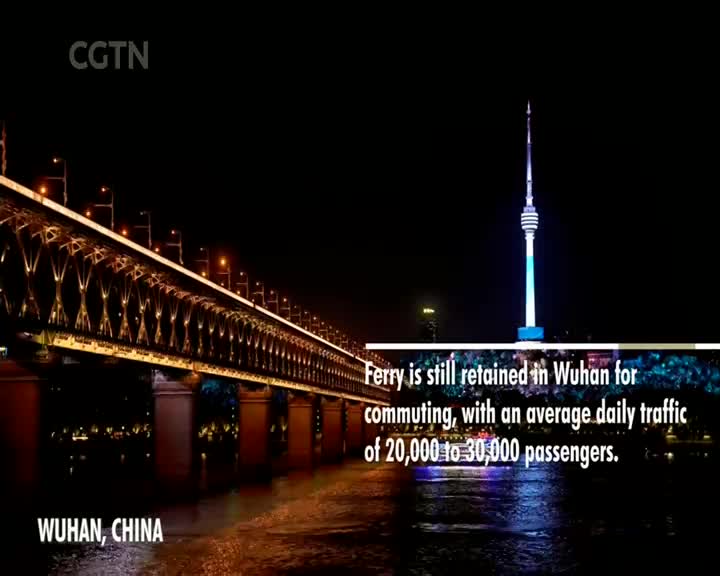 CGTN
Ferry is still retained in Wuhan for
commuting, with an average daily traffic
of 20,000 to 30,000 passengers.
WUHAN, CHINA